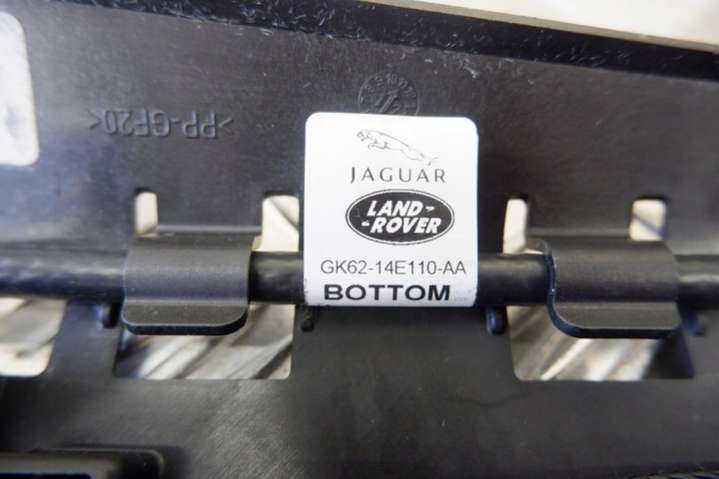 >PP-GF20<
JAGUAR
LAND-
-ROVER
GK62-14E110-AA
BOTTOM